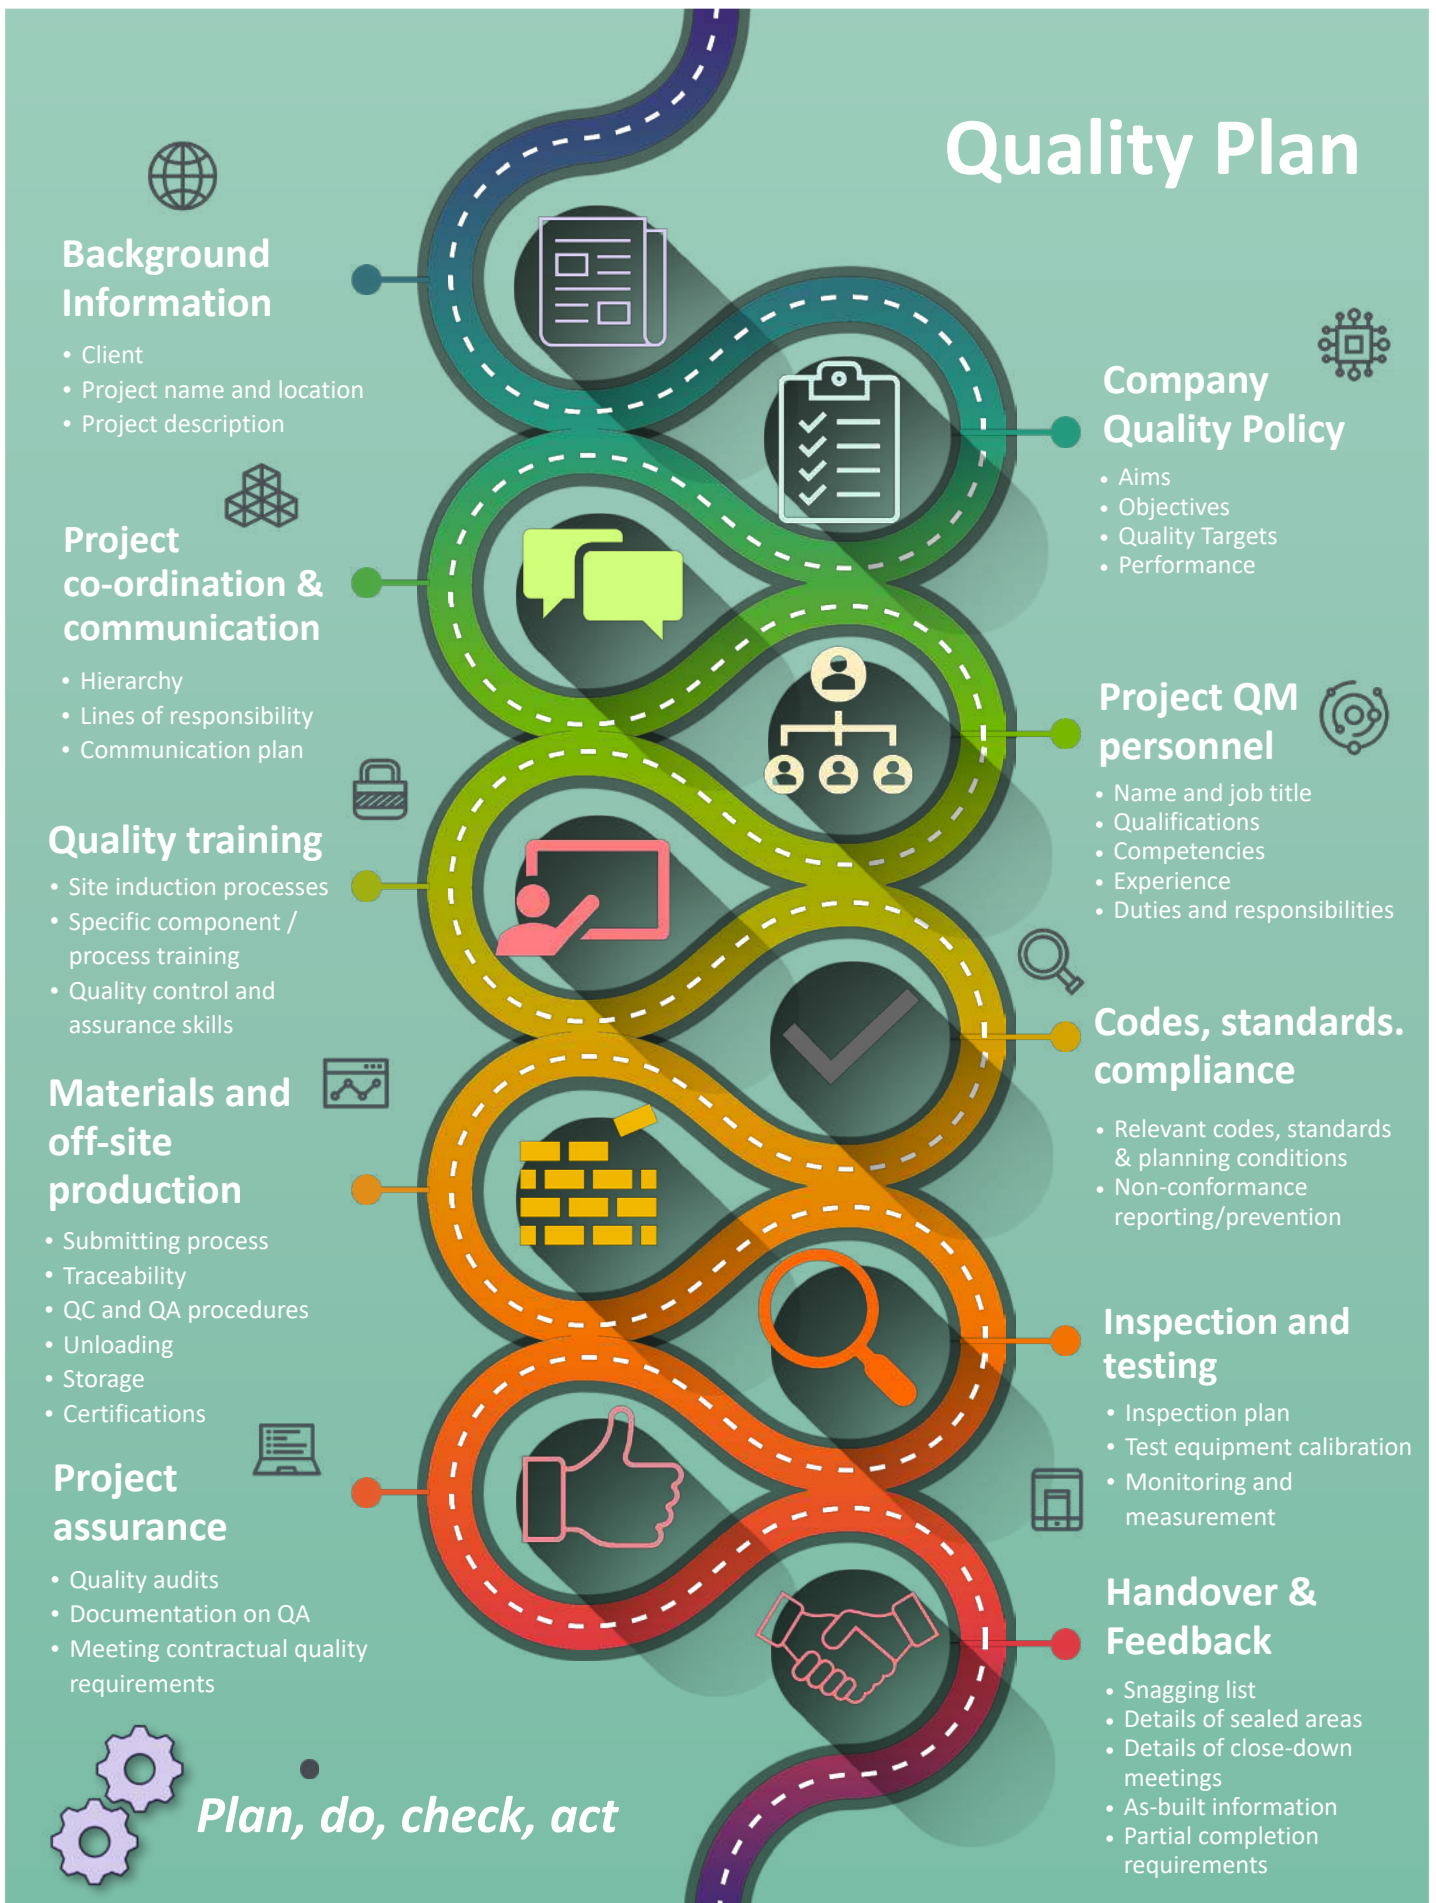 Quality Plan
Background
Information
• Client
• Project name and location
• Project description
Company
Quality Policy
• Aims
• Objectives
• Quality Targets
• Performance
Project
co-ordination &
communication
• Hierarchy
• Lines of responsibility
• Communication plan
Project QM
personnel
• Name and job title
• Qualifications
• Competencies
• Experience
• Duties and responsibilities
Quality training
• Site induction processes
• Specific component /
process training
• Quality control and
assurance skills
Codes, standards.
compliance
• Relevant codes, standards
& planning conditions
• Non-conformance
reporting/prevention
Materials and
off-site
production
• Submitting process
• Traceability
• QC and QA procedures
• Unloading
• Storage
• Certifications
Inspection and
testing
• Inspection plan
• Test equipment calibration
• Monitoring and
measurement
Project
assurance
• Quality audits
• Documentation on QA
• Meeting contractual quality
requirements
Handover &
Feedback
• Snagging list
• Details of sealed areas
• Details of close-down
meetings
• As-built information
• Partial completion
requirements
Plan, do, check, act